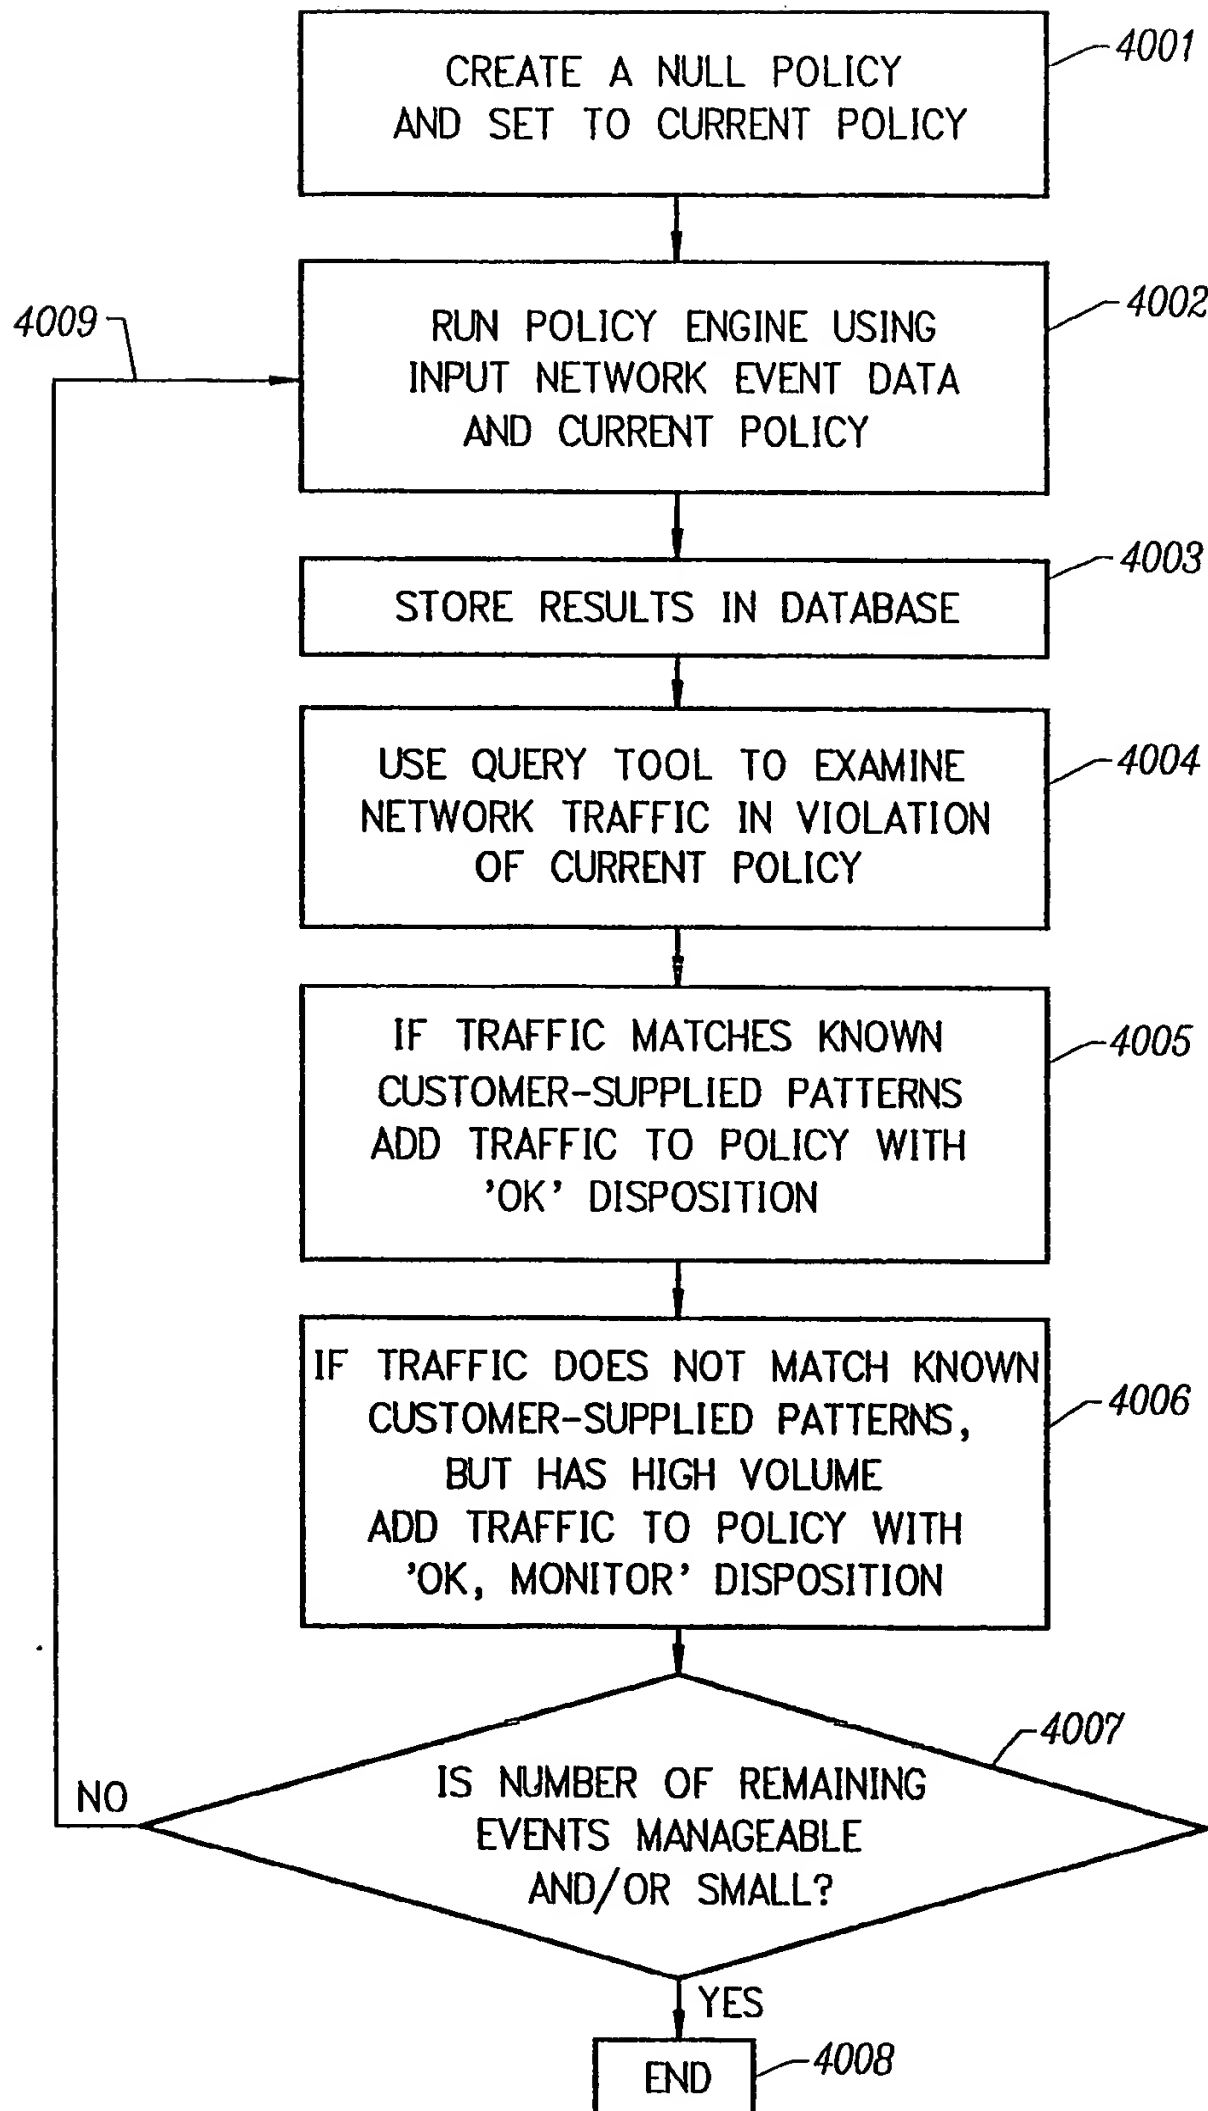 CREATE A NULL POLICY
AND SET TO CURRENT POLICY
4001
RUN POLICY ENGINE USING
INPUT NETWORK EVENT DATA
AND CURRENT POLICY
4002
4009
STORE RESULTS IN DATABASE
4003
USE QUERY TOOL TO EXAMINE
NETWORK TRAFFIC IN VIOLATION
OF CURRENT POLICY
4004
IF TRAFFIC MATCHES KNOWN
CUSTOMER-SUPPLIED PATTERNS
ADD TRAFFIC TO POLICY WITH
'OK' DISPOSITION
4005
IF TRAFFIC DOES NOT MATCH KNOWN
CUSTOMER-SUPPLIED PATTERNS,
BUT HAS HIGH VOLUME
ADD TRAFFIC TO POLICY WITH
'OK, MONITOR' DISPOSITION
4006
IS NUMBER OF REMAINING
EVENTS MANAGEABLE
AND/OR SMALL?
4007
NO
YES
END
4008